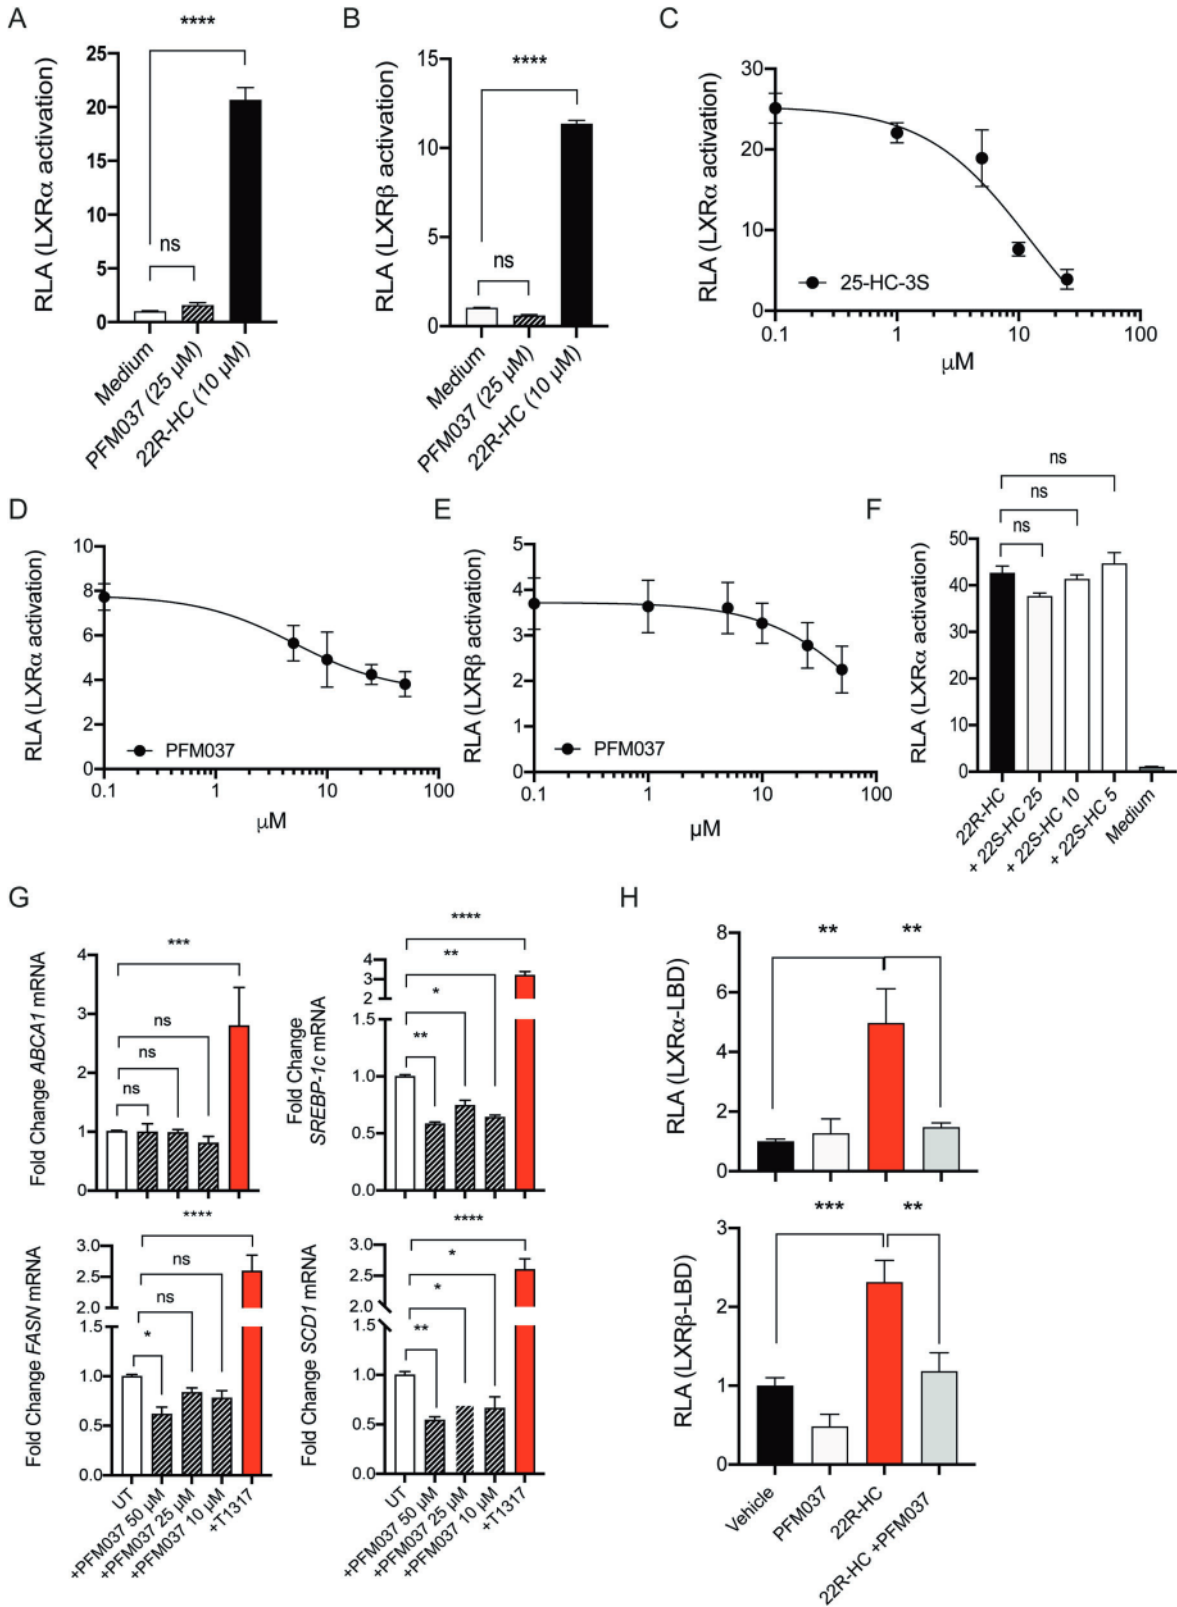 A
****
RLA (LXRα activation)
25
20
15
10
5
0
ns
Medium
PFM037 (25 µM)
22R-HC (10 µM)
B
****
RLA (LXRβ activation)
15
10
5
0
ns
Medium
PFM037 (25 µM)
22R-HC (10 µM)
C
RLA (LXRα activation)
30
20
10
0
25-HC-3S
0.1
1
10
100
µM
D
RLA (LXRα activation)
10
8
6
4
2
0
PFM037
0.1
1
10
100
µM
E
RLA (LXRβ activation)
5
4
3
2
1
0
PFM037
0.1
1
10
100
µM
F
RLA (LXRα activation)
50
40
30
20
10
0
ns
ns
ns
22R-HC
+ 22S-HC 25
+ 22S-HC 10
+ 22S-HC 5
Medium
G
Fold Change ABCA1 mRNA
4
3
2
1
0
***
ns
ns
ns
Fold Change
SREBP-1c mRNA
4
3
2
1.5
1.0
0.5
0.0
****
**
*
**
Fold Change FASN mRNA
3.0
2.5
2.0
1.5
1.0
0.5
0.0
****
ns
ns
*
UT
+PFM037 50 µM
+PFM037 25 µM
+PFM037 10 µM
+T1317
Fold Change SCD1 mRNA
3.0
2.5
2.0
1.5
1.0
0.5
0.0
****
*
*
**
UT
+PFM037 50 µM
+PFM037 25 µM
+PFM037 10 µM
+T1317
H
RLA (LXRα-LBD)
8
6
4
2
0
**
**
RLA (LXRβ-LBD)
3
2
1
0
***
**
Vehicle
PFM037
22R-HC
22R-HC +PFM037